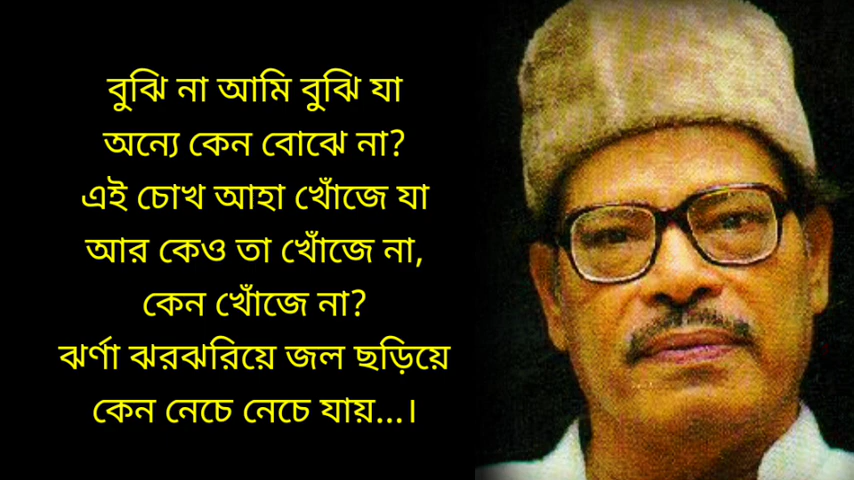 বুঝি না আমি বুঝি যা
অন্যে কেন বোঝে না?
এই চোখ আহা খোঁজে যা
আর কেও তা খোঁজে না,
কেন খোঁজে না?
ঝর্ণা ঝরঝরিয়ে জল ছড়িয়ে
কেন নেচে নেচে যায়...।